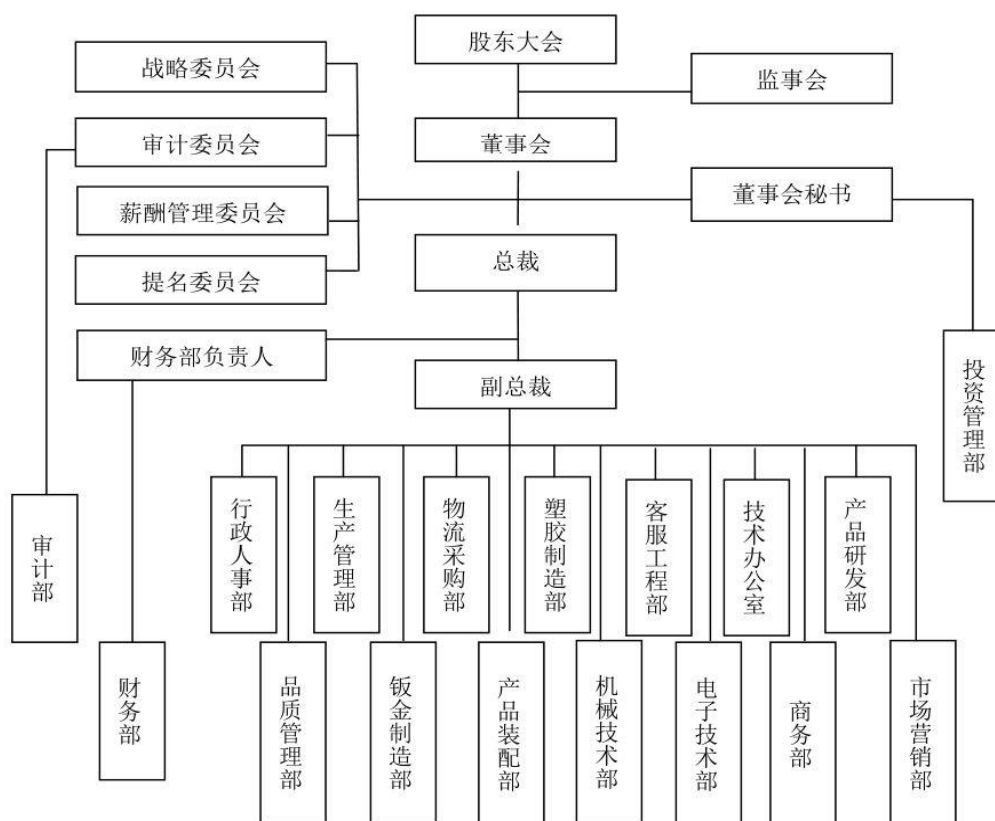 股东大会
战略委员会
监事会
审计委员会
董事会
薪酬管理委员会
董事会秘书
总裁
提名委员会
财务部负责人
副总裁
投资管理部
行政人事部
生产管理部
物流采购部
塑胶制造部
客服工程部
技术办公室
产品研发部
审计部
财务部
品质管理部
钣金制造部
产品装配部
机械技术部
电子技术部
商务部
市场营销部